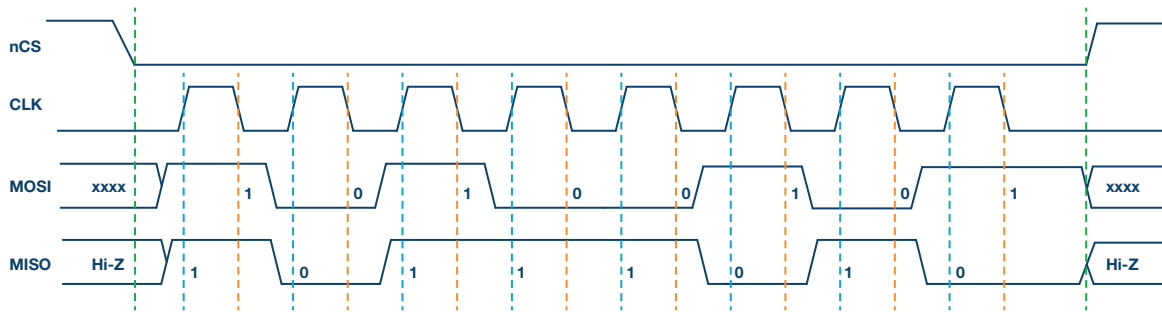 nCS
CLK
MOSI xxxx 1 0 1 0 0 1 0 1 xxxx
MISO Hi-Z 1 0 1 1 1 0 1 0 Hi-Z